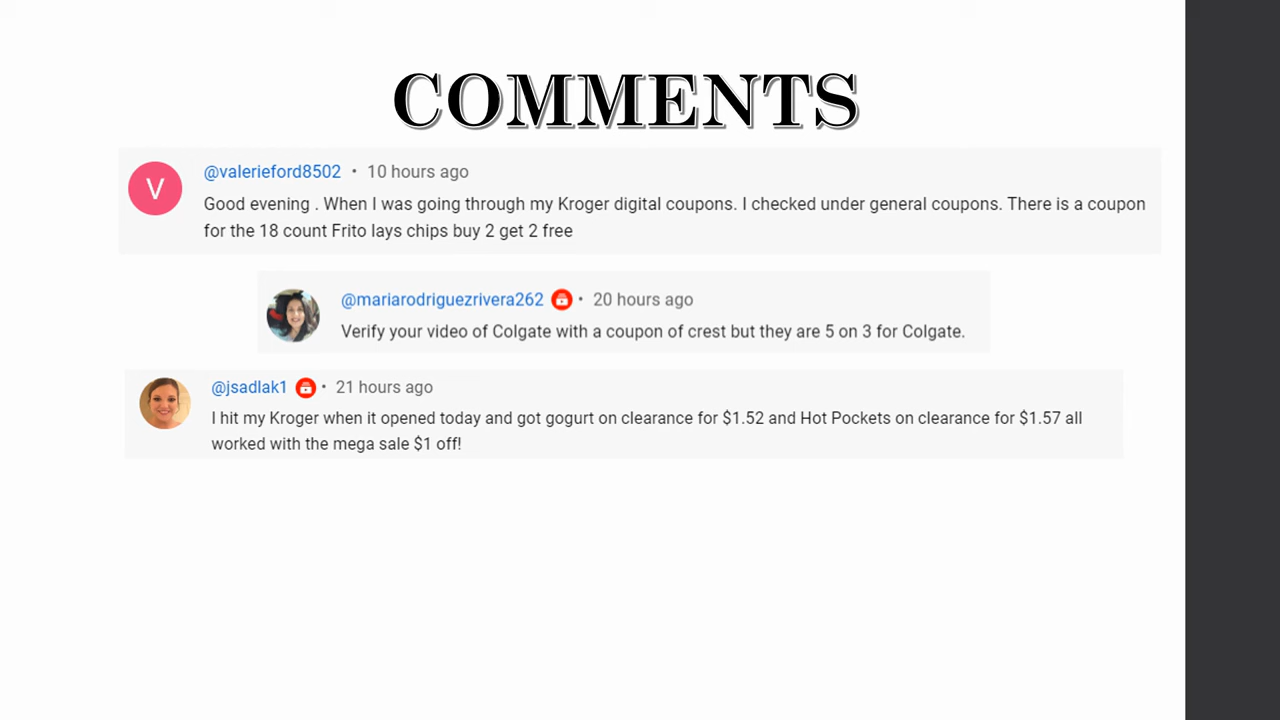 COMMENTS
V
@valerieford8502 • 10 hours ago
Good evening . When I was going through my Kroger digital coupons. I checked under general coupons. There is a coupon
for the 18 count Frito lays chips buy 2 get 2 free
@mariarodriguezrivera262 • 20 hours ago
Verify your video of Colgate with a coupon of crest but they are 5 on 3 for Colgate.
@jsadlak1 • 21 hours ago
I hit my Kroger when it opened today and got gogurt on clearance for $1.52 and Hot Pockets on clearance for $1.57 all
worked with the mega sale $1 off!